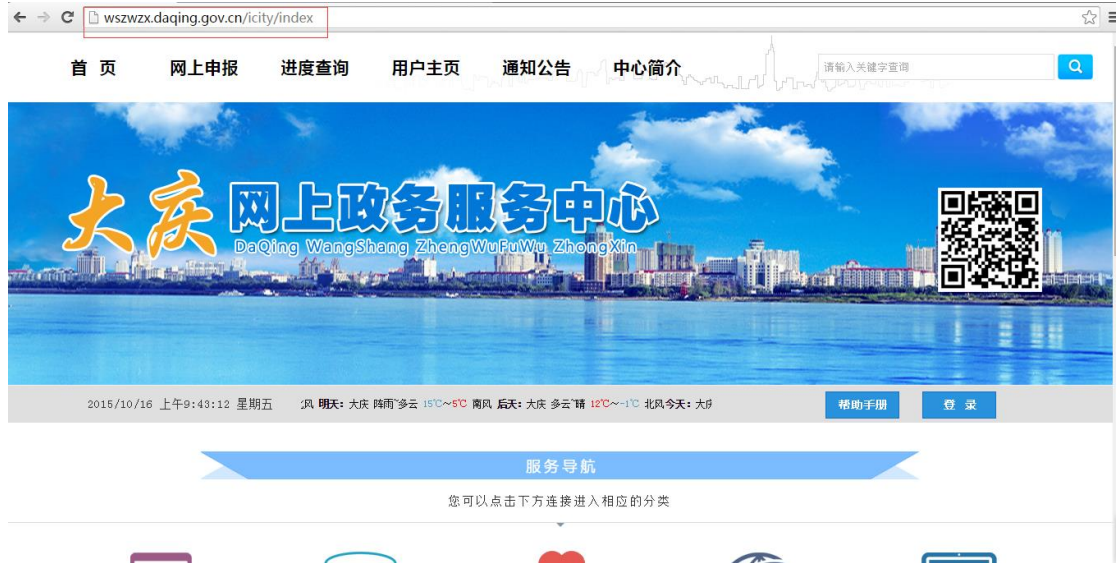 wszwzx.daqing.gov.cn/icity/index
首 页 网上申报 进度查询 用户主页 通知公告 中心简介 请输入关健字查询
大庆网上政务服务中心
DaQing WangShang ZhengWuFuWu ZhongXin
2015/10/16 上午9:43:12 星期五 风 明天: 大庆 阵雨~多云 15℃~5℃ 南风 后天: 大庆 多云~晴 12℃~-1℃ 北风今天: 大庆 帮助手册 登 录
服务导航
您可以点击下方连接进入相应的分类